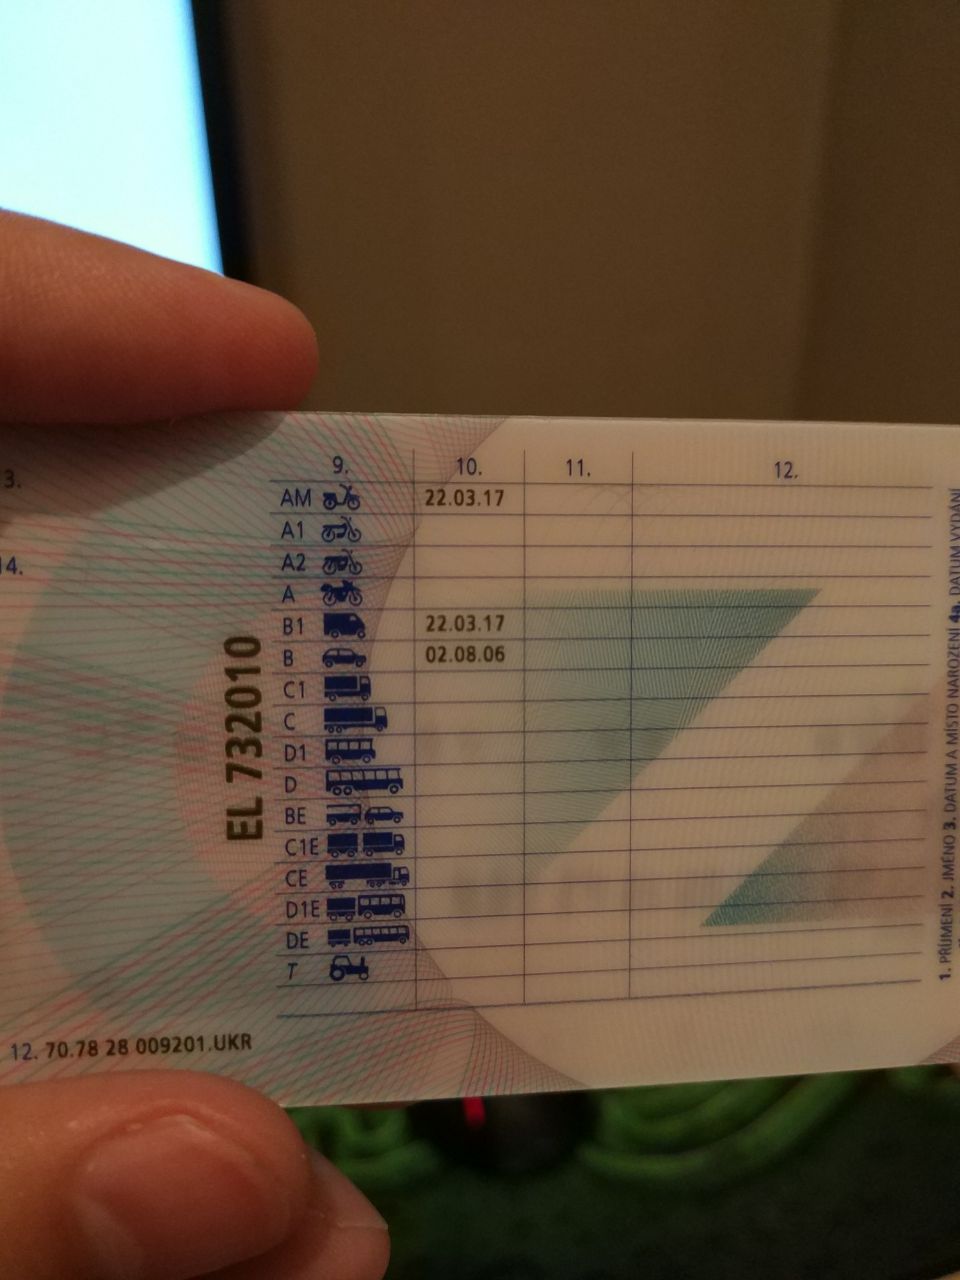 3.
14.
EL 732010
12. 70.78 28 009201.UKR
9. 10. 11. 12.
AM 22.03.17
A1
A2
A
B1 22.03.17
B 02.08.06
C1
C
D1
D
BE
C1E
CE
D1E
DE
T
1. PŘÍJMENÍ 2. JMÉNO 3. DATUM A MÍSTO NAROZENÍ 4a. DATUM VYDÁNÍ